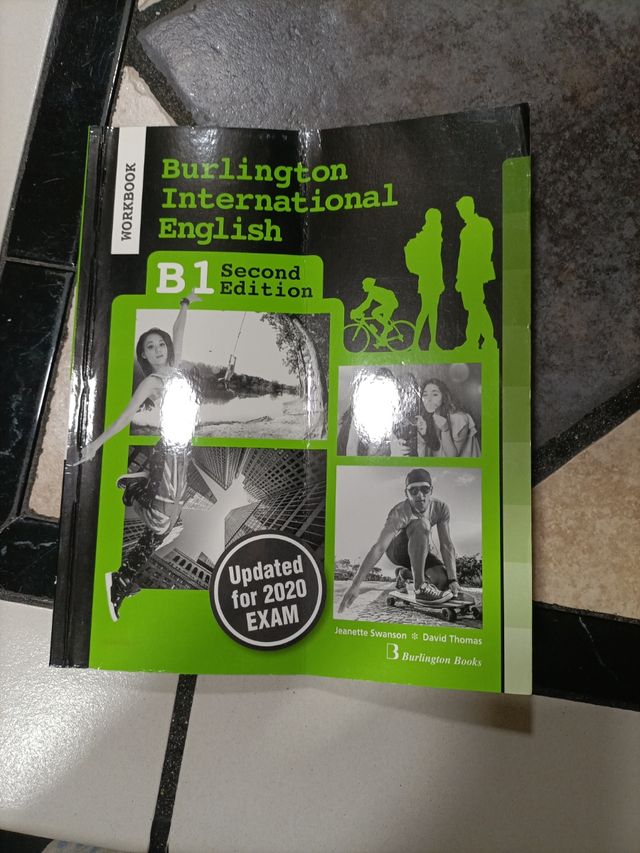 WORKBOOK
Burlington
International
English
B1 Second
Edition
Updated
for 2020
EXAM
Jeanette Swanson ✻ David Thomas
B Burlington Books